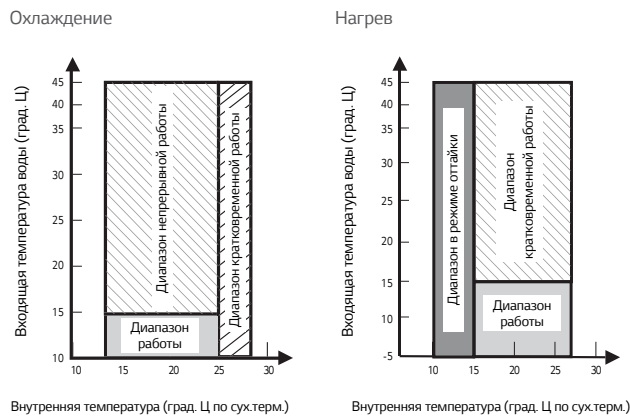 Охлаждение
Входящая температура воды (град. Ц)
45
40
35
30
25
20
15
10
Диапазон непрерывной работы
Диапазон кратковременной работы
Диапазон
работы
10
15
20
25
30
Внутренняя температура (град. Ц по сух.терм.)
Нагрев
Входящая температура воды (град. Ц)
45
40
35
30
25
20
15
10
-5
Диапазон в режиме оттайки
Диапазон
кратковременной работы
Диапазон
работы
10
15
20
25
30
Внутренняя температура (град. Ц по сух.терм.)